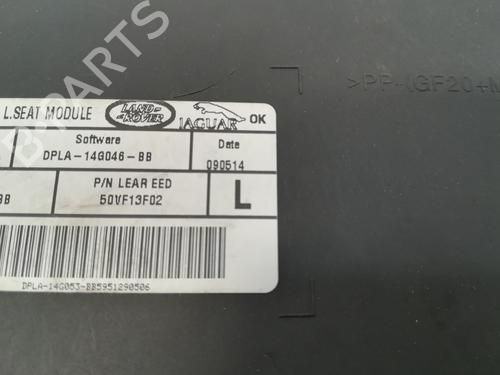 L.SEAT MODULE LAND ROVER JAGUAR OK
Software Date
DPLA-14G046-BB 090514
P/N LEAR EED L
BB 50VF13F02
DPLA-14G053-BB5951290506
>PP-(GF20+M
B-PARTS